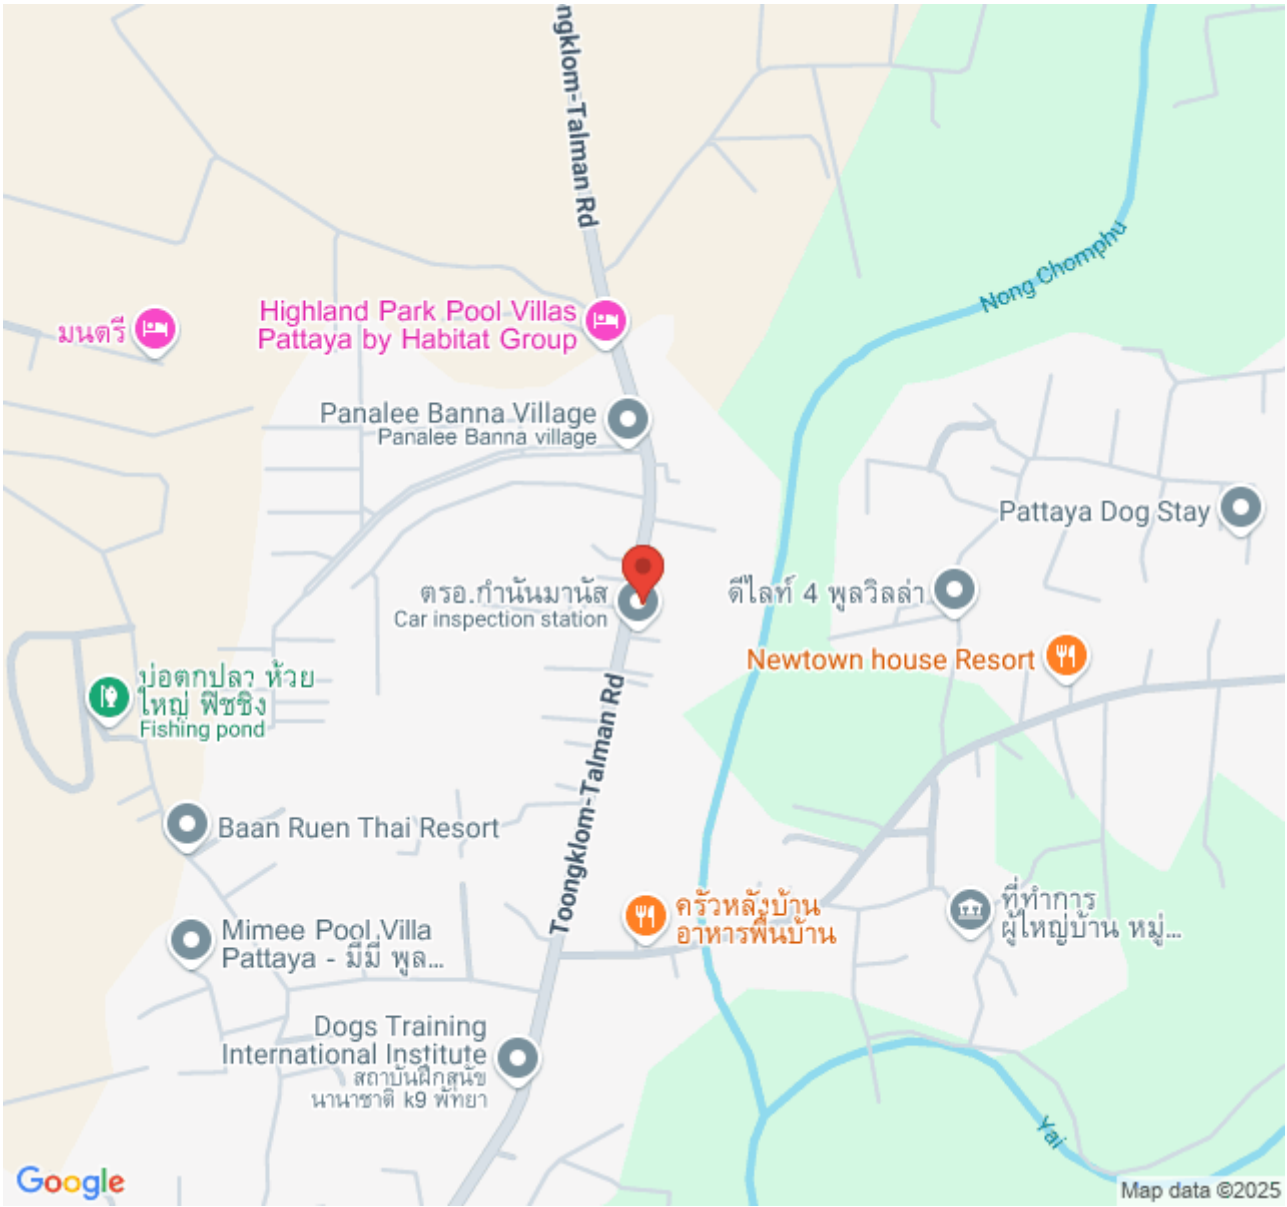 ngklom-Talman Rd
Nong Chomphu
Highland Park Pool Villas
Pattaya by Habitat Group
มนตรี
Panalee Banna Village
Panalee Banna village
Pattaya Dog Stay
ตรอ.กำนันมานัส
Car inspection station
ดีไลท์ 4 พูลวิลล่า
Newtown house Resort
บ่อตกปลา ห้วย
ใหญ่ ฟิชชิง
Fishing pond
Toongklom-Talman Rd
Baan Ruen Thai Resort
ครัวหลังบ้าน
อาหารพื้นบ้าน
ที่ทำการ
ผู้ใหญ่บ้าน หมู่...
Mimee Pool Villa
Pattaya - มีมี่ พูล...
Dogs Training
International Institute
สถาบันฝึกสุนัข
นานาชาติ k9 พัทยา
Yai
Google
Map data ©2025